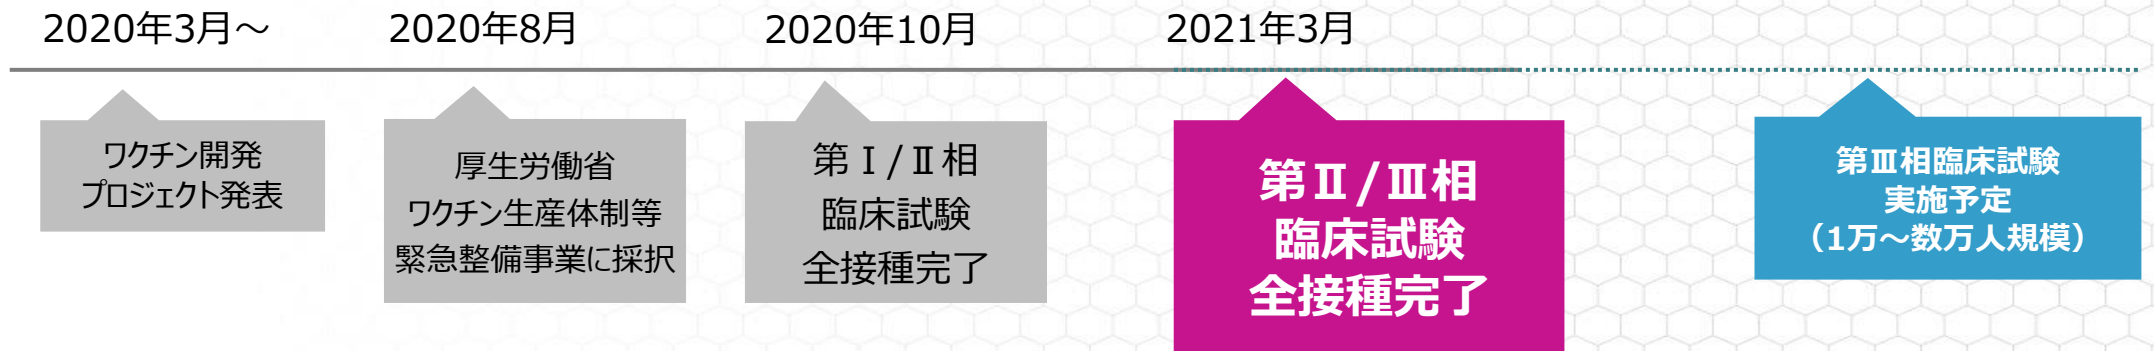 2020年3月～
2020年8月
2020年10月
2021年3月
ワクチン開発
プロジェクト発表
厚生労働省
ワクチン生産体制等
緊急整備事業に採択
第Ⅰ/Ⅱ相
臨床試験
全接種完了
第Ⅱ/Ⅲ相
臨床試験
全接種完了
第Ⅲ相臨床試験
実施予定
（1万～数万人規模）